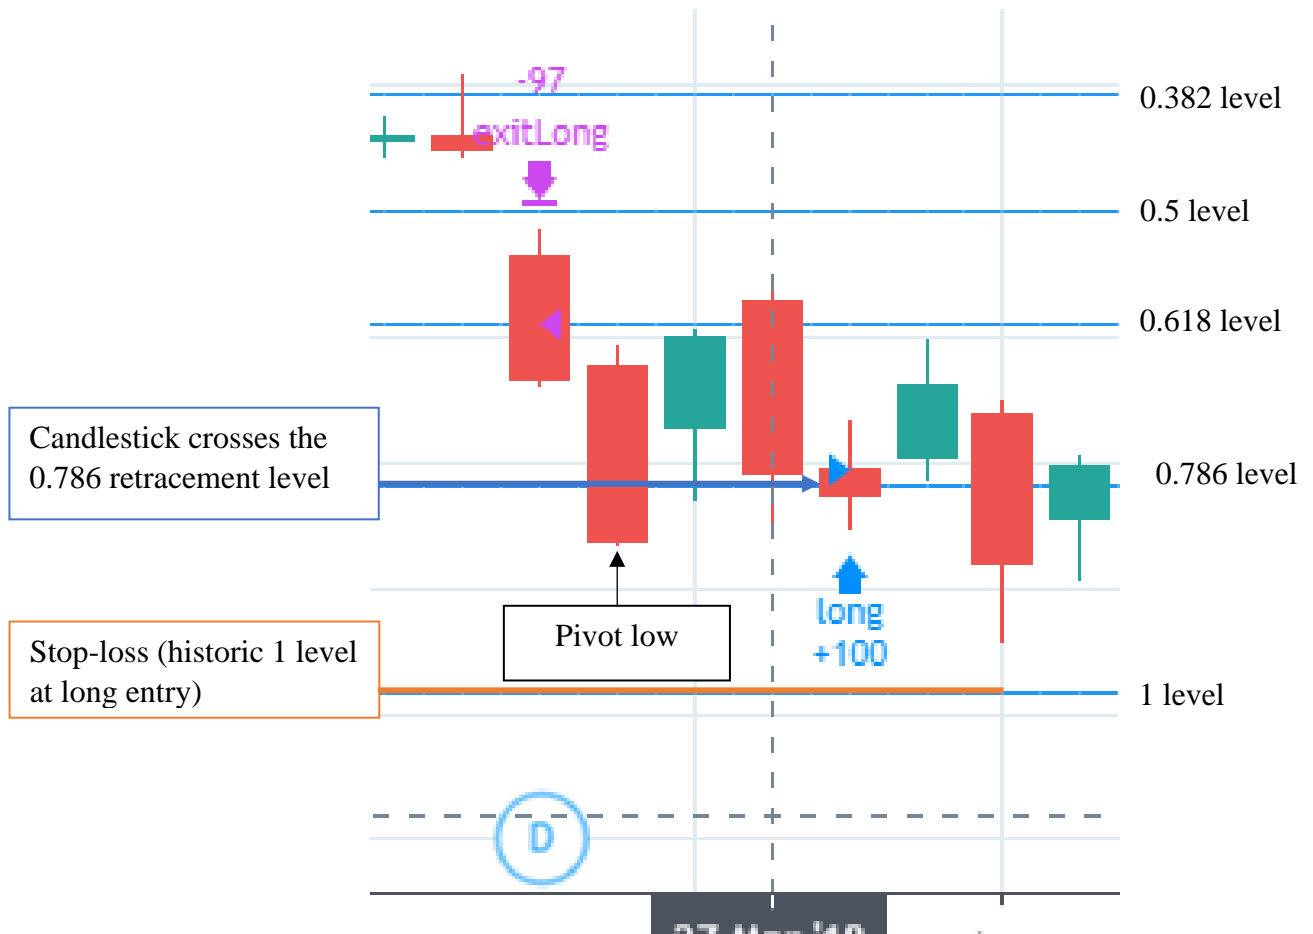 -97
0.382 level
exitLong
0.5 level
0.618 level
Candlestick crosses the
0.786 retracement level
0.786 level
long
+100
Pivot low
Stop-loss (historic 1 level
at long entry)
1 level
D